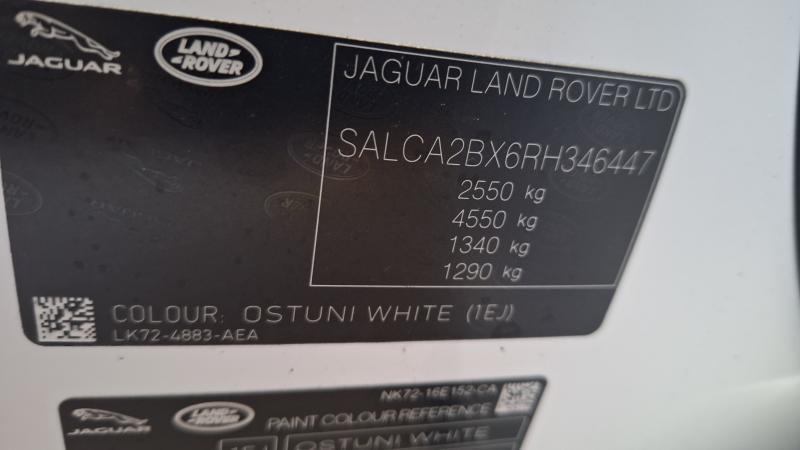 JAGUAR
LAND ROVER
JAGUAR LAND ROVER LTD
SALCA2BX6RH346447
2550 kg
4550 kg
1340 kg
1290 kg
COLOUR: OSTUNI WHITE (1EJ)
LK72-4883-AEA
NK72-16E152-CA
JAGUAR
LAND ROVER
PAINT COLOUR REFERENCE
1EJ OSTUNI WHITE